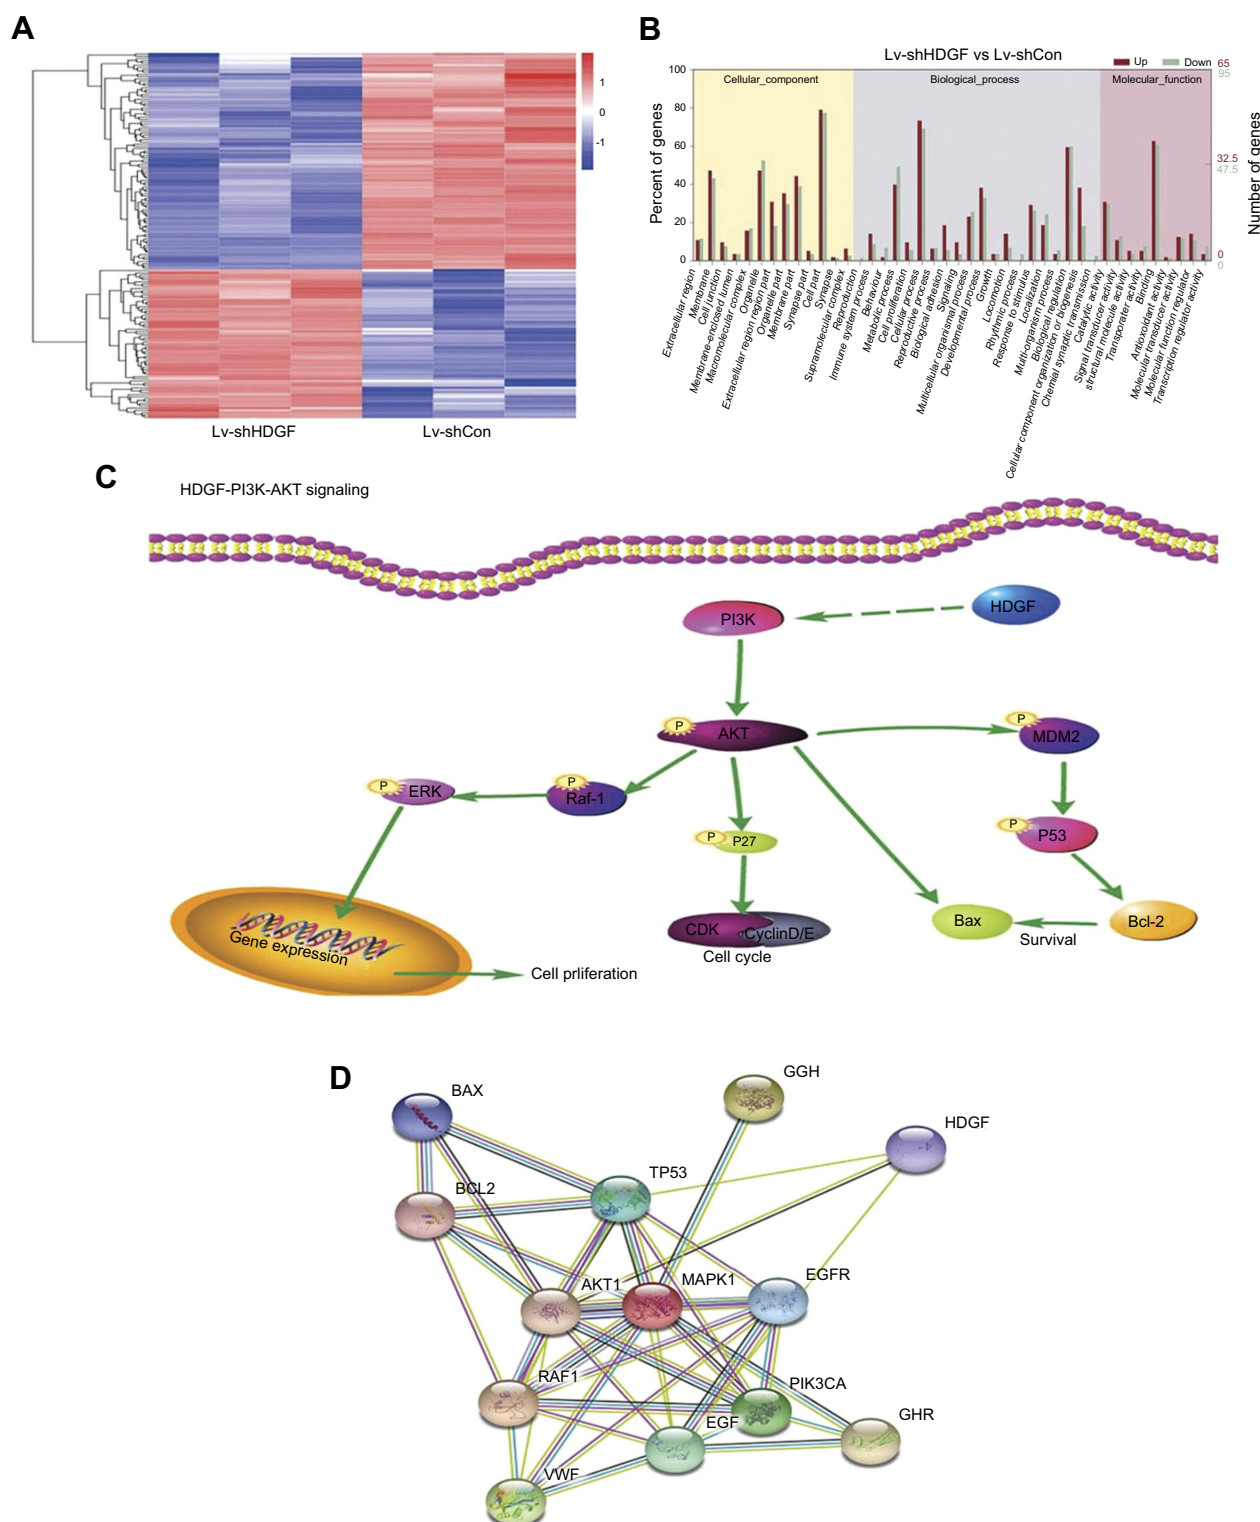 A
1
0
-1
Lv-shHDGF
Lv-shCon
B
Lv-shHDGF vs Lv-shCon
Up
Down
65
95
Cellular_component
Biological_process
Molecular_function
100
80
60
40
20
0
Percent of genes
32.5
47.5
0
0
Number of genes
Extracellular region
Membrane
Cell junction
Membrane-enclosed lumen
Macromolecular complex
Organelle
Extracellular region part
Organelle part
Membrane part
Synapse part
Cell part
Synapse
Supramolecular complex
Reproduction
Immune system process
Behaviour
Metabolic process
Cell proliferation
Cellular process
Reproductive process
Biological adhesion
Signaling
Multicellular organismal process
Developmental process
Growth
Locomotion
Rhythmic process
Response to stimulus
Localization
Multi-organism process
Biological regulation
Cellular component organization or biogenesis
Chemial synaptic transmission
Catalytic activity
Signal transducer activity
structural molecule activity
Transporater activity
Binding
Antioxidant activity
Molecular transducer activity
Molecular function regulator
Transcription regulator activity
C
HDGF-PI3K-AKT signaling
HDGF
PI3K
P
AKT
P
MDM2
P
ERK
P
Raf-1
P
P27
P
P53
CDK
CyclinD/E
Cell cycle
Bax
Bcl-2
Survival
Gene expression
Cell prliferation
D
BAX
GGH
HDGF
TP53
BCL2
AKT1
MAPK1
EGFR
RAF1
PIK3CA
EGF
GHR
VWF